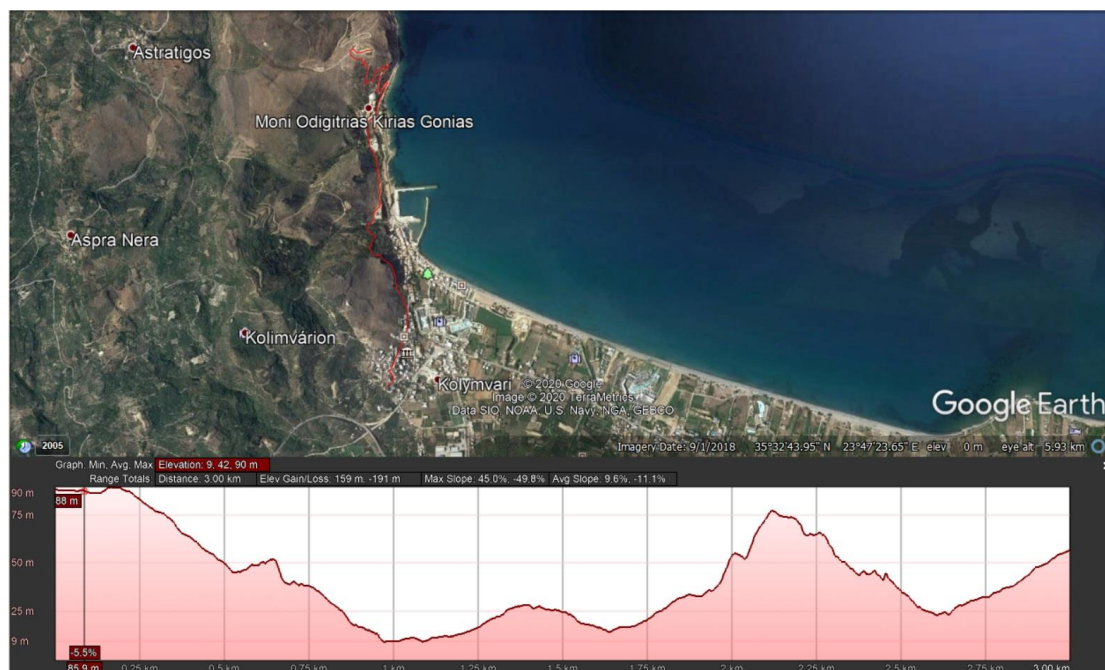 Astratigos
Moni Odigitrias Kirias Gonias
Aspra Nera
Kolimvárion
Kolymvari
© 2020 Google
Image © 2020 TerraMetrics
Data SIO, NOAA, U.S. Navy, NGA, GEBCO
Google Earth
2005
Imagery Date: 9/1/2018 35°32'43.95" N 23°47'23.65" E elev 0 m eye alt 5.93 km
Graph: Min, Avg, Max Elevation: 9, 42, 90 m
Range Totals: Distance: 3.00 km Elev Gain/Loss: 159 m, -191 m Max Slope: 45.0%, -49.8% Avg Slope: 9.6%, -11.1%
90 m
88 m
75 m
50 m
25 m
9 m
-5.5%
85.9 m 0.25 km 0.5 km 0.75 km 1 km 1.25 km 1.5 km 1.75 km 2 km 2.25 km 2.5 km 2.75 km 3.00 km